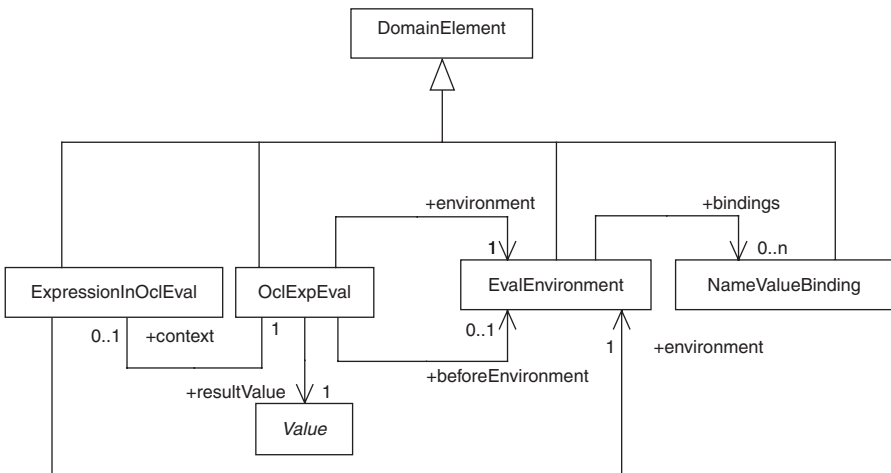 DomainElement
+environment
+bindings
1
0..n
ExpressionInOclEval
OclExpEval
EvalEnvironment
NameValueBinding
0..1
+context
1
0..1
1
+environment
+resultValue
1
+beforeEnvironment
Value